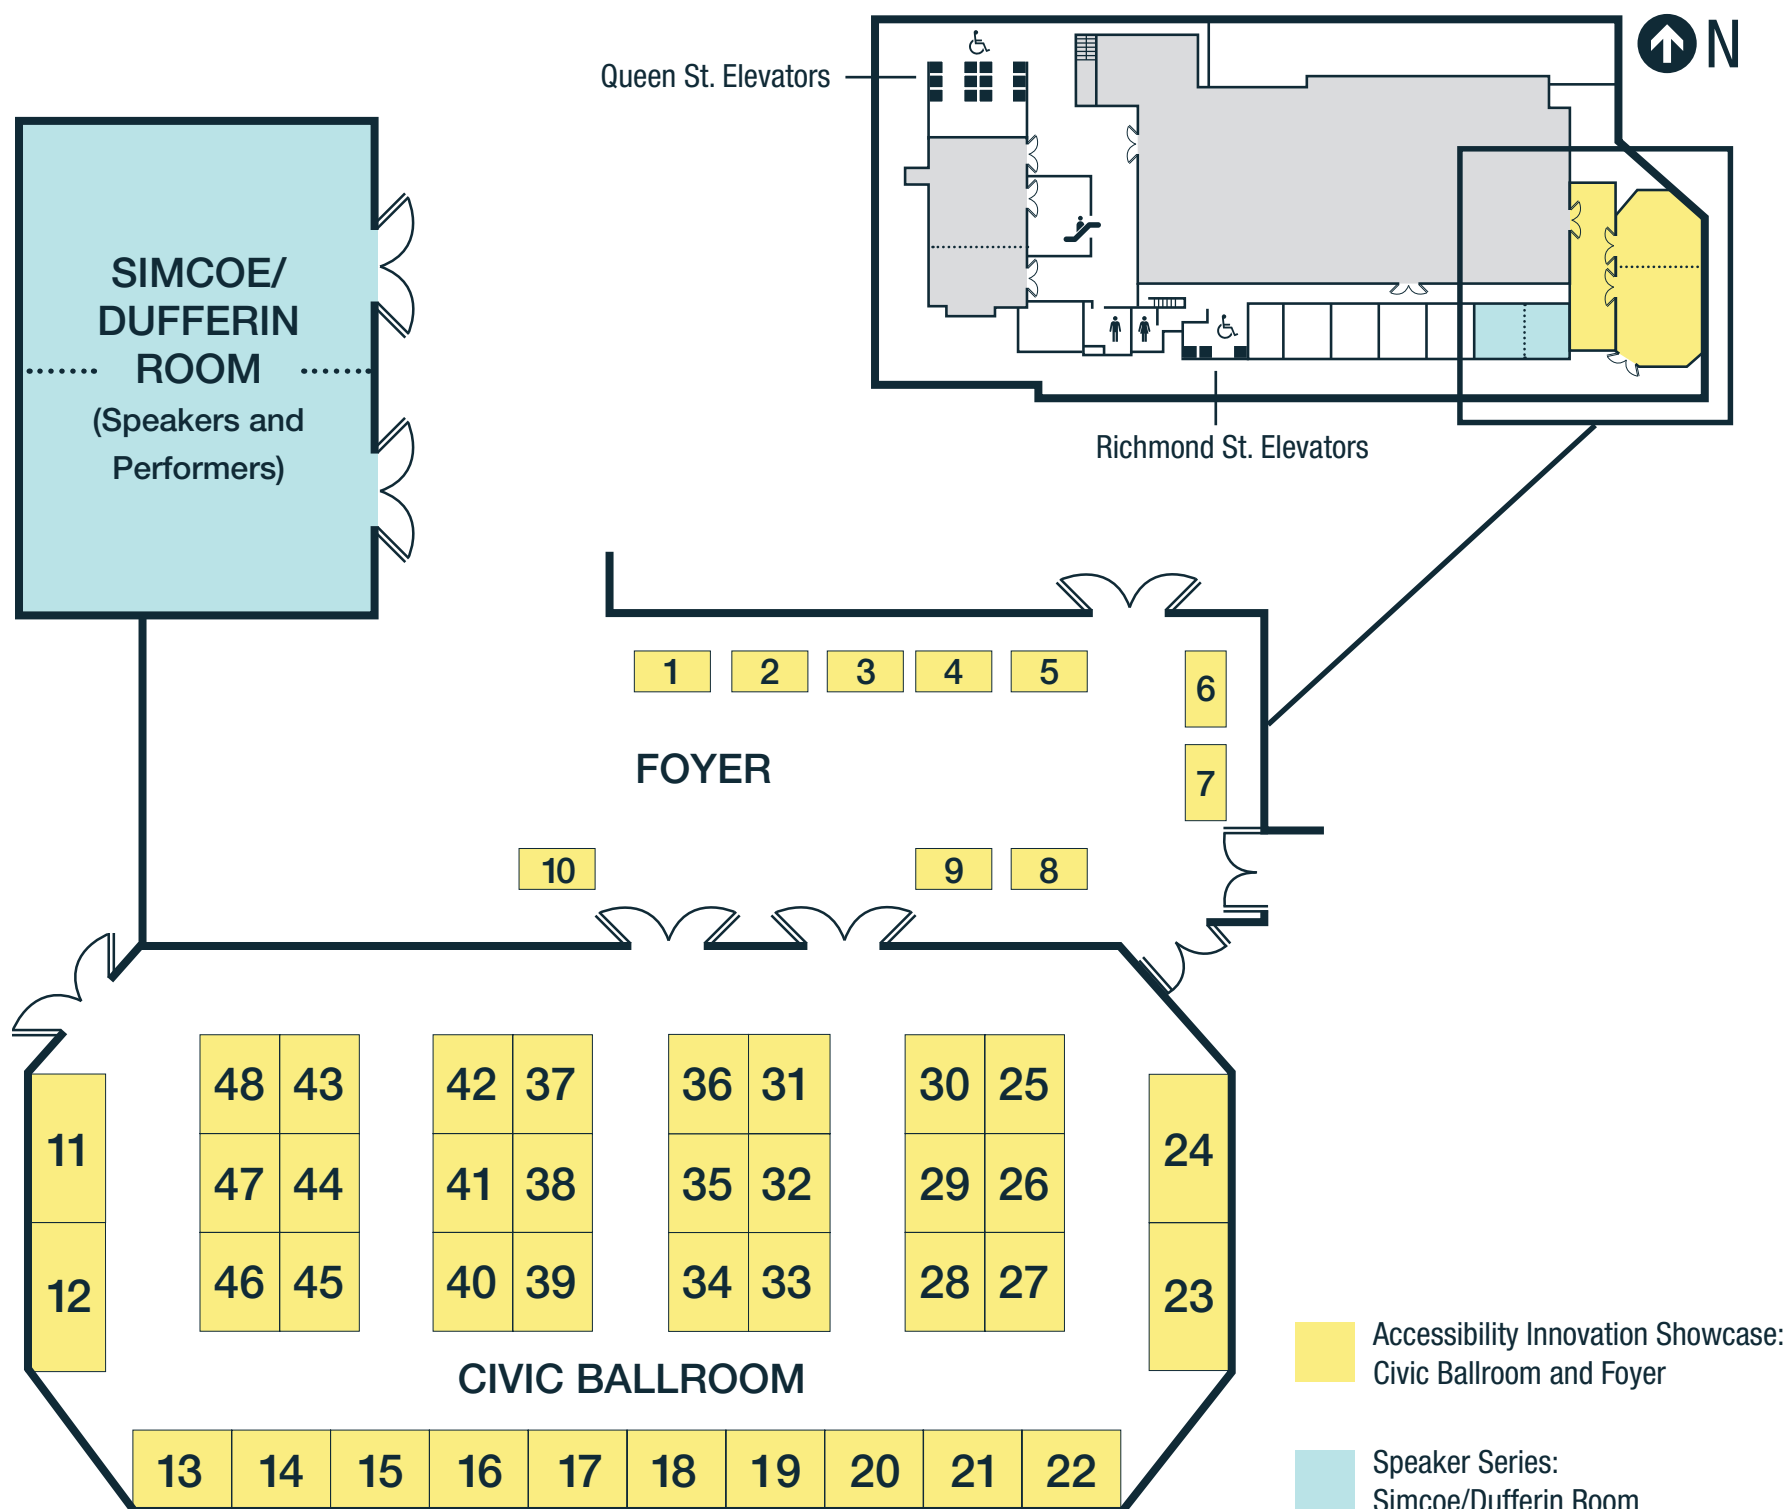 N
Queen St. Elevators
Richmond St. Elevators
SIMCOE/
DUFFERIN
ROOM
(Speakers and
Performers)
1 2 3 4 5
6
FOYER
7
10 9 8
48 43 42 37 36 31 30 25
11 24
47 44 41 38 35 32 29 26
46 45 40 39 34 33 28 27
12 23
CIVIC BALLROOM
13 14 15 16 17 18 19 20 21 22
Accessibility Innovation Showcase:
Civic Ballroom and Foyer
Speaker Series:
Simcoe/Dufferin Room